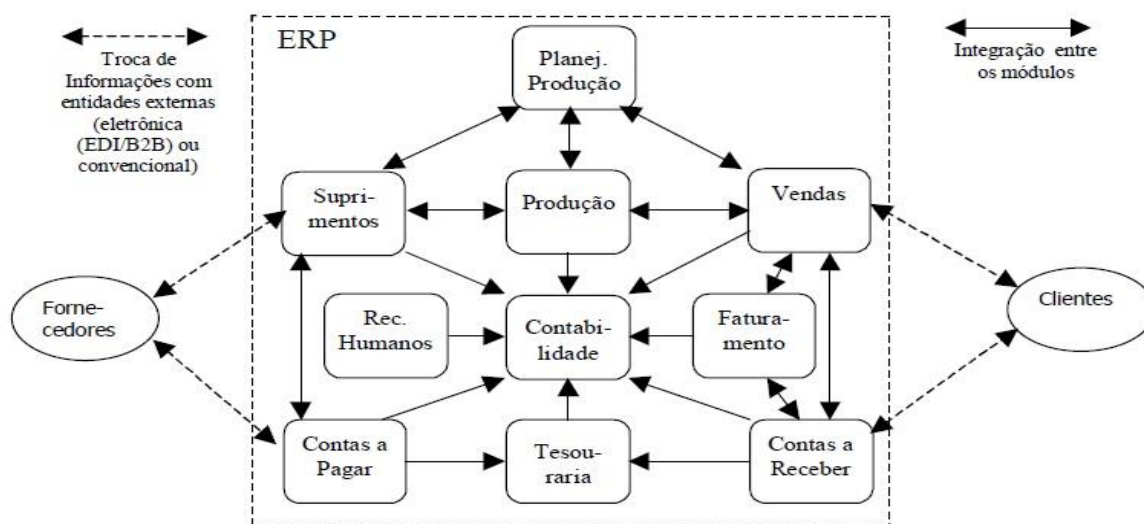 Troca de
Informações com
entidades externas
(eletrônica
(EDI/B2B) ou
convencional)
ERP
Integração entre
os módulos
Planej.
Produção
Supri-
mentos
Produção
Vendas
Forne-
cedores
Rec.
Humanos
Contabi-
lidade
Fatura-
mento
Clientes
Contas a
Pagar
Tesou-
raria
Contas a
Receber